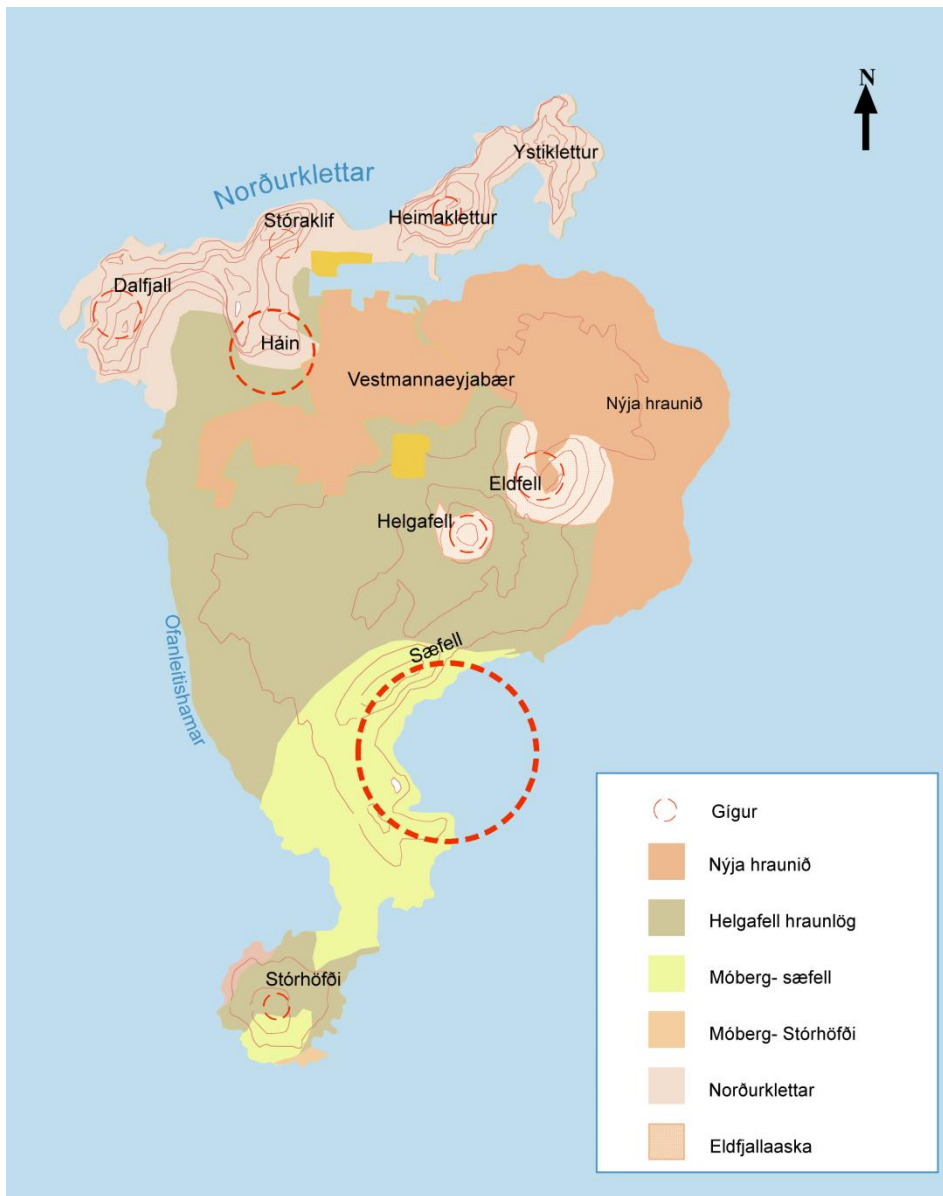 N
Ystiklettur
Norðurklettar
Stóraklif
Heimaklettur
Dalfjall
Háin
Vestmannaeyjabær
Nýja hraunið
Eldfell
Helgafell
Sæfell
Ofanleitishamar
Stórhöfði
Gígur
Nýja hraunið
Helgafell hraunlög
Móberg- sæfell
Móberg- Stórhöfði
Norðurklettar
Eldfjallaaska